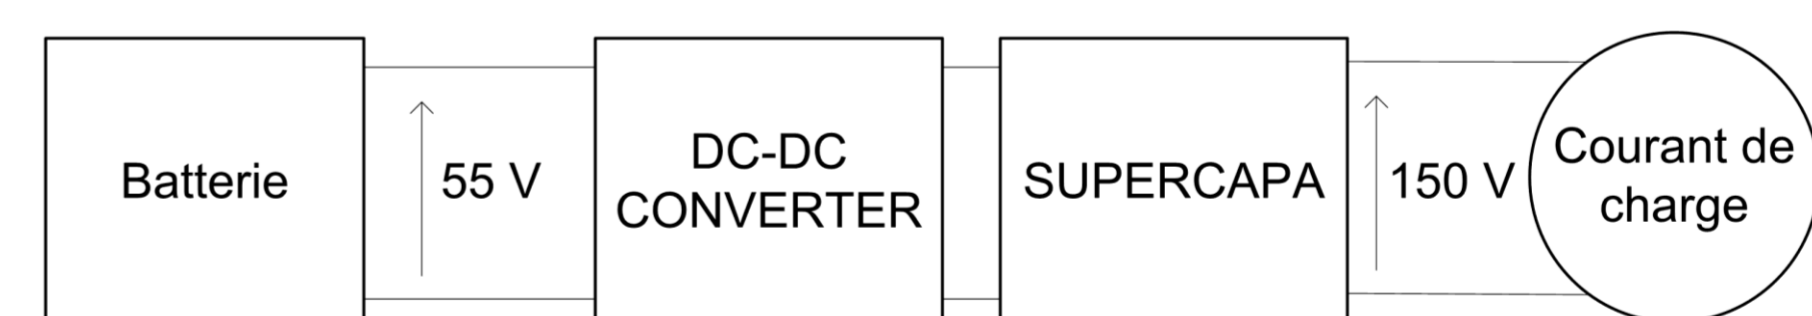 Batterie
55 V
DC-DC
CONVERTER
SUPERCAPA
150 V
Courant de
charge